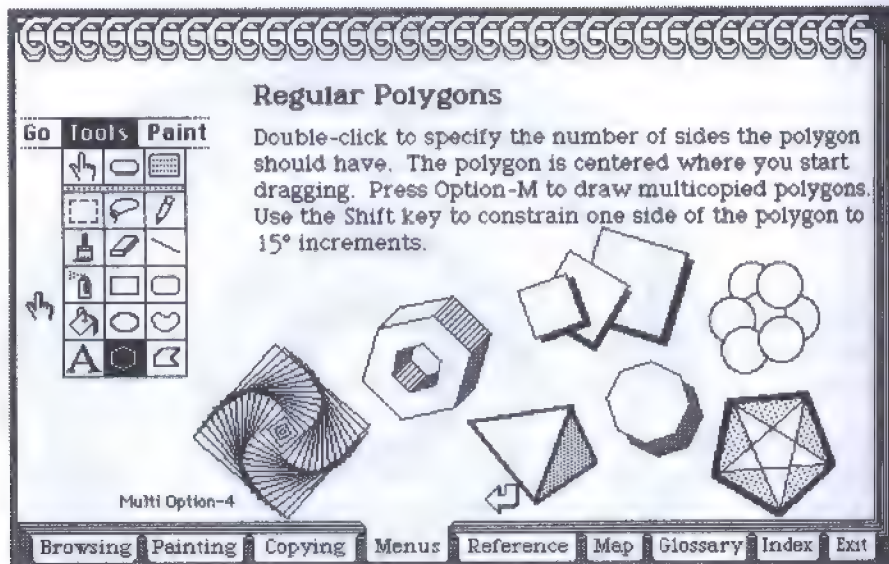 Regular Polygons
Go Tools Paint
Double-click to specify the number of sides the polygon
should have. The polygon is centered where you start
dragging. Press Option-M to draw multicopied polygons.
Use the Shift key to constrain one side of the polygon to
15° increments.
A
Multi Option-4
Browsing Painting Copying Menus Reference Map Glossary Index Exit